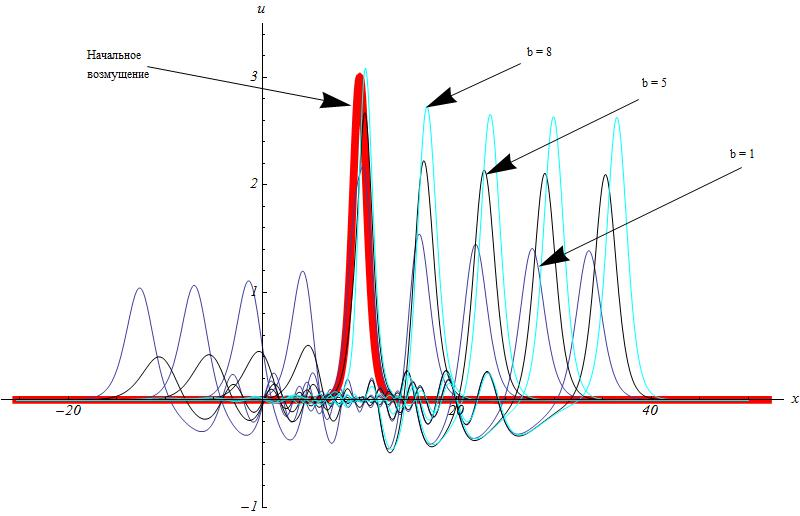 u
Начальное
возмущение
b = 8
b = 5
b = 1
3
2
1
x
−20
20
40
−1